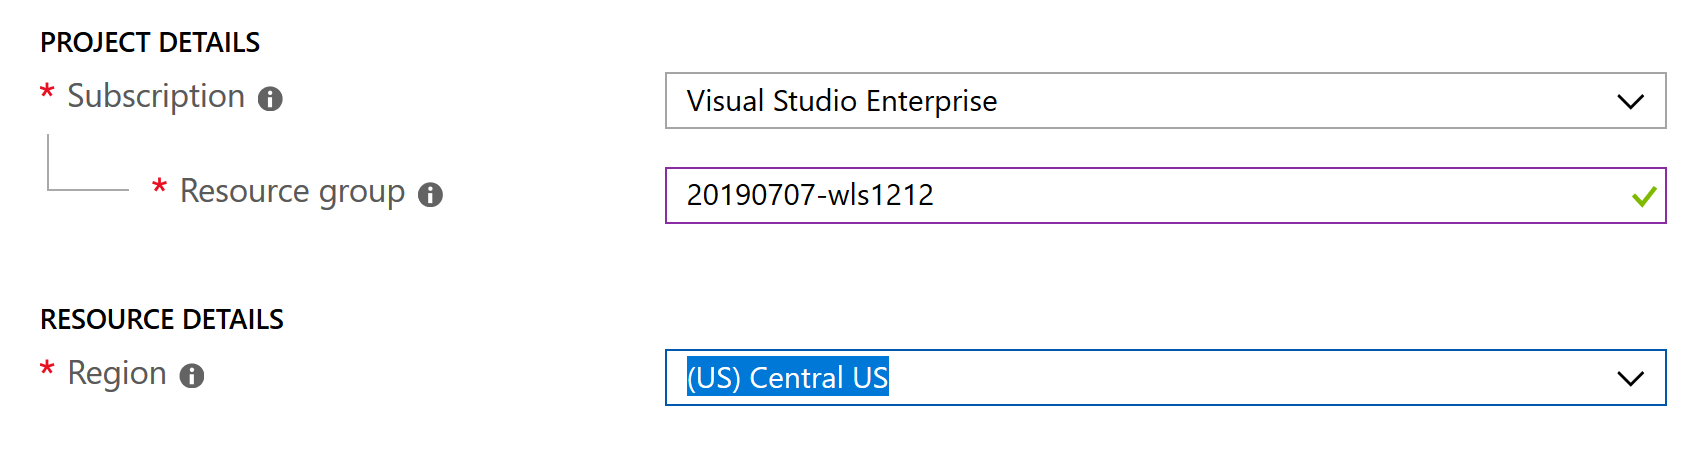 PROJECT DETAILS
* Subscription
Visual Studio Enterprise
* Resource group
20190707-wls1212
RESOURCE DETAILS
* Region
(US) Central US